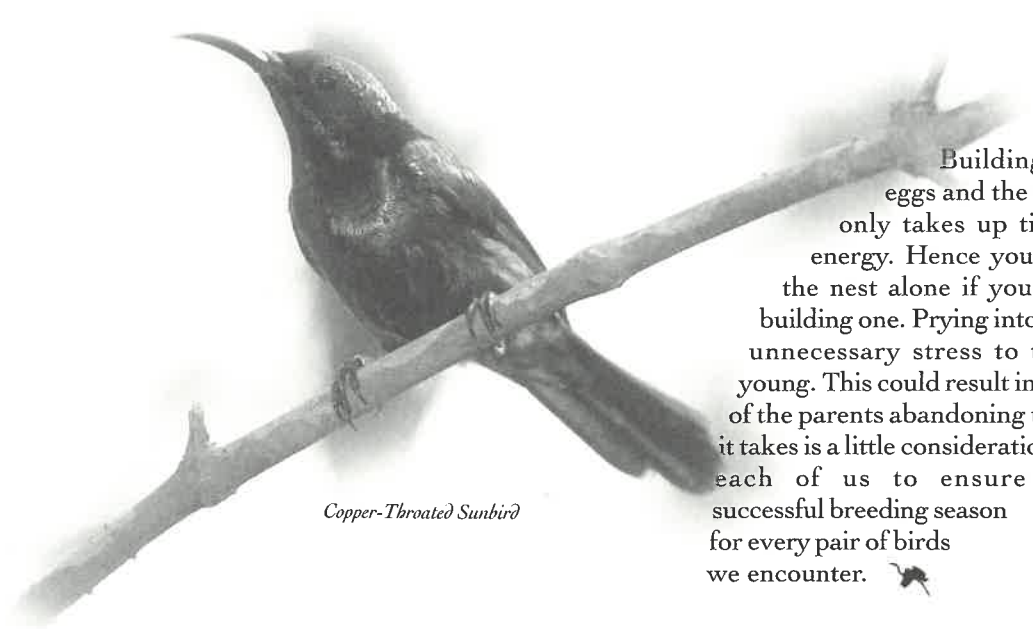 Building
eggs and the
only takes up
energy. Hence you
the nest alone if you
building one. Prying into
unnecessary stress to
young. This could result in
of the parents abandoning
it takes is a little
each of us to ensure
successful breeding season
for every pair of birds
we encounter.
Copper-Throated Sunbird